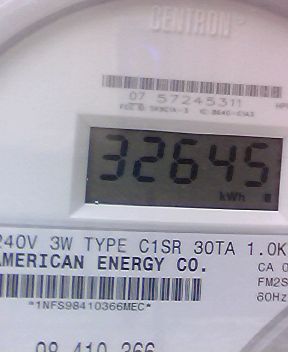 CENTRON
07 57245311
32645
kWh
240V 3W TYPE C1SR 30TA 1.0K
AMERICAN ENERGY CO.
CA 0
FM2S
60Hz
*1NFS98410366MEC*
98 410 366